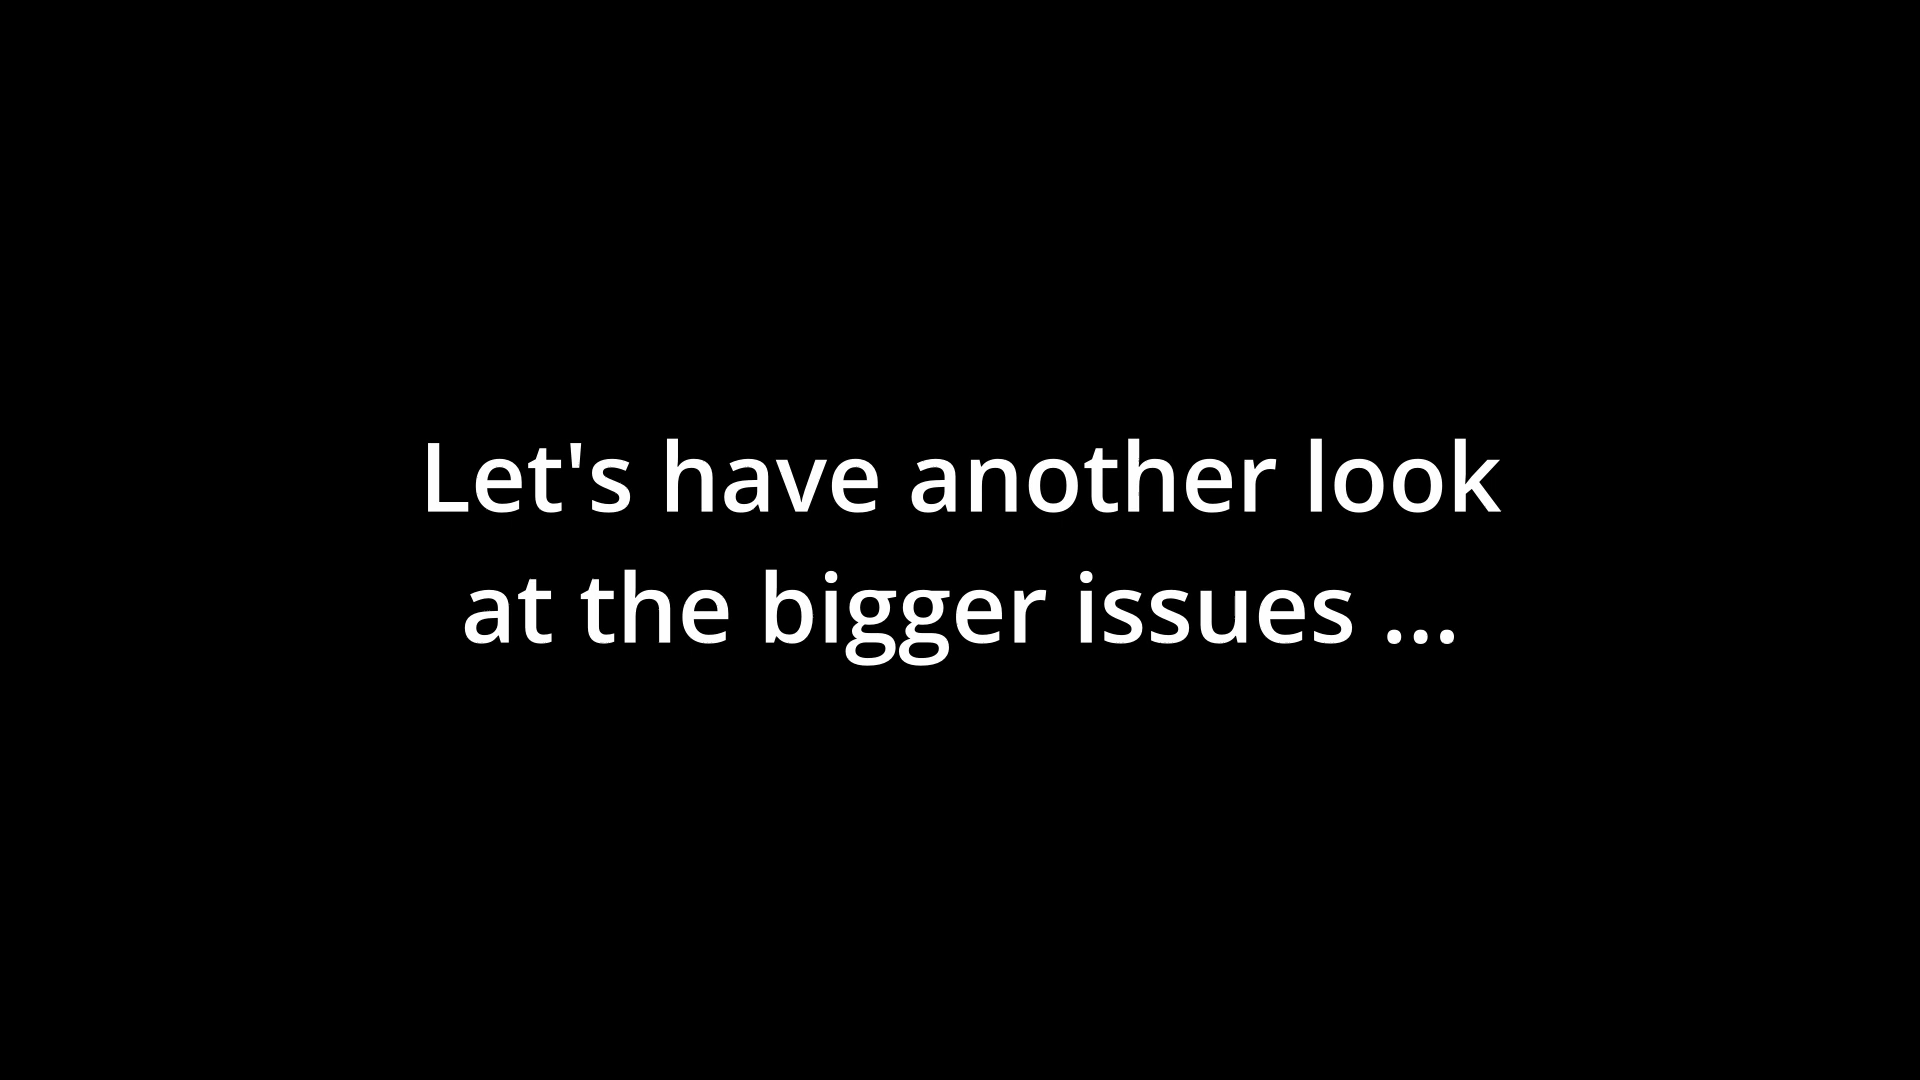 Let's have another look
at the bigger issues ...